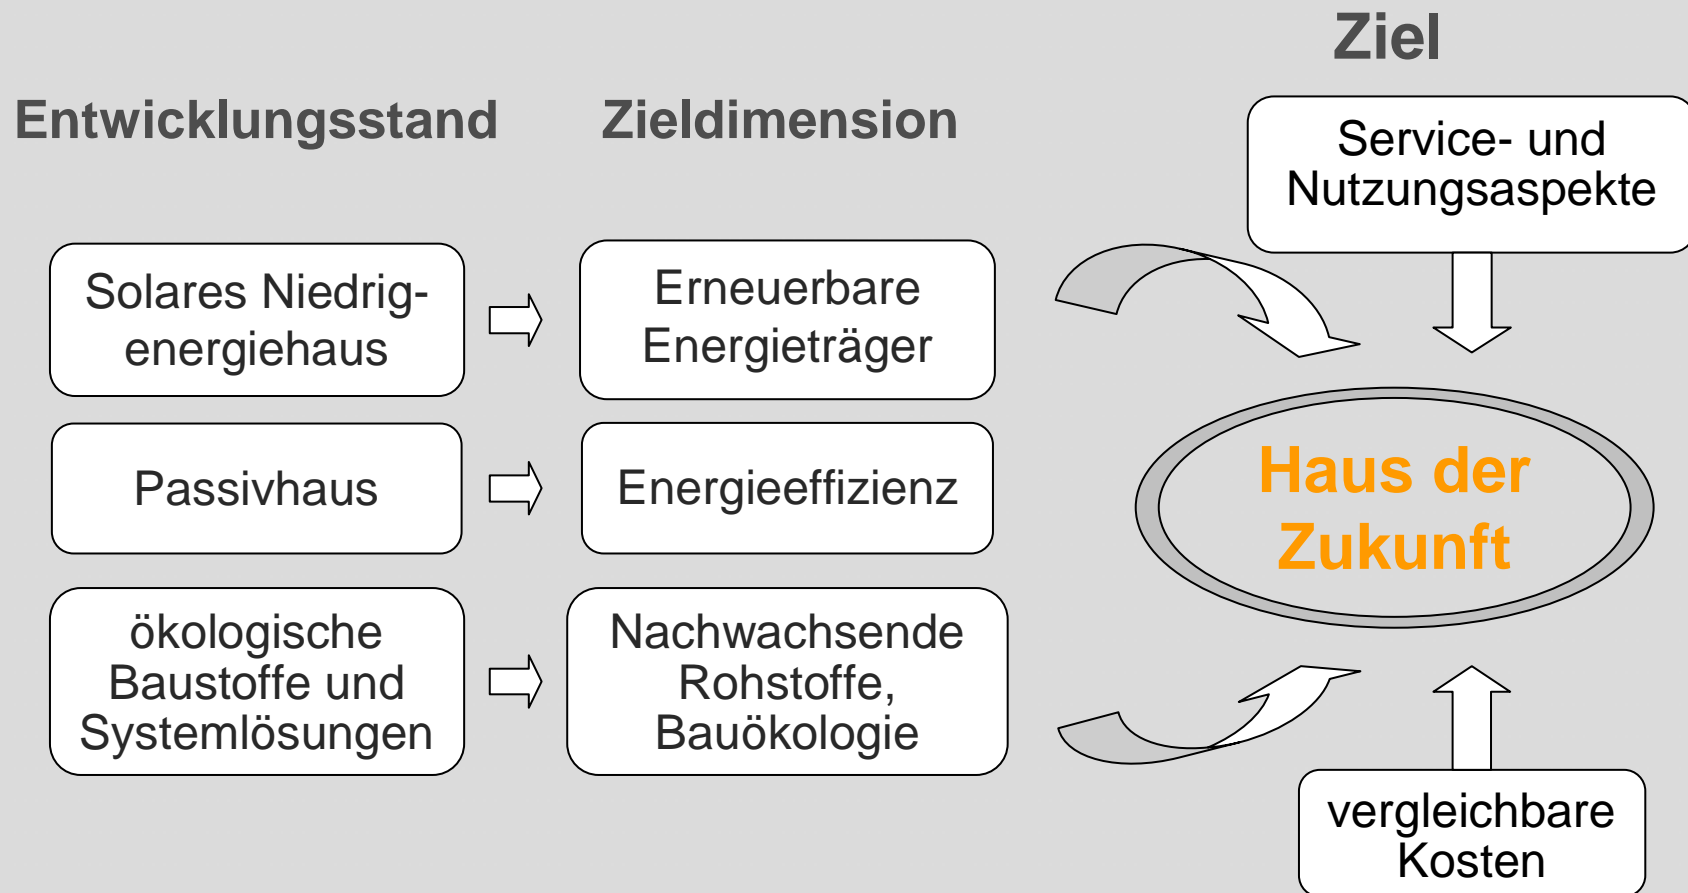 Ziel
Entwicklungsstand
Zieldimension
Service- und
Nutzungsaspekte
Solares Niedrig-
energiehaus
Erneuerbare
Energieträger
Passivhaus
Energieeffizienz
Haus der
Zukunft
ökologische
Baustoffe und
Systemlösungen
Nachwachsende
Rohstoffe,
Bauökologie
vergleichbare
Kosten